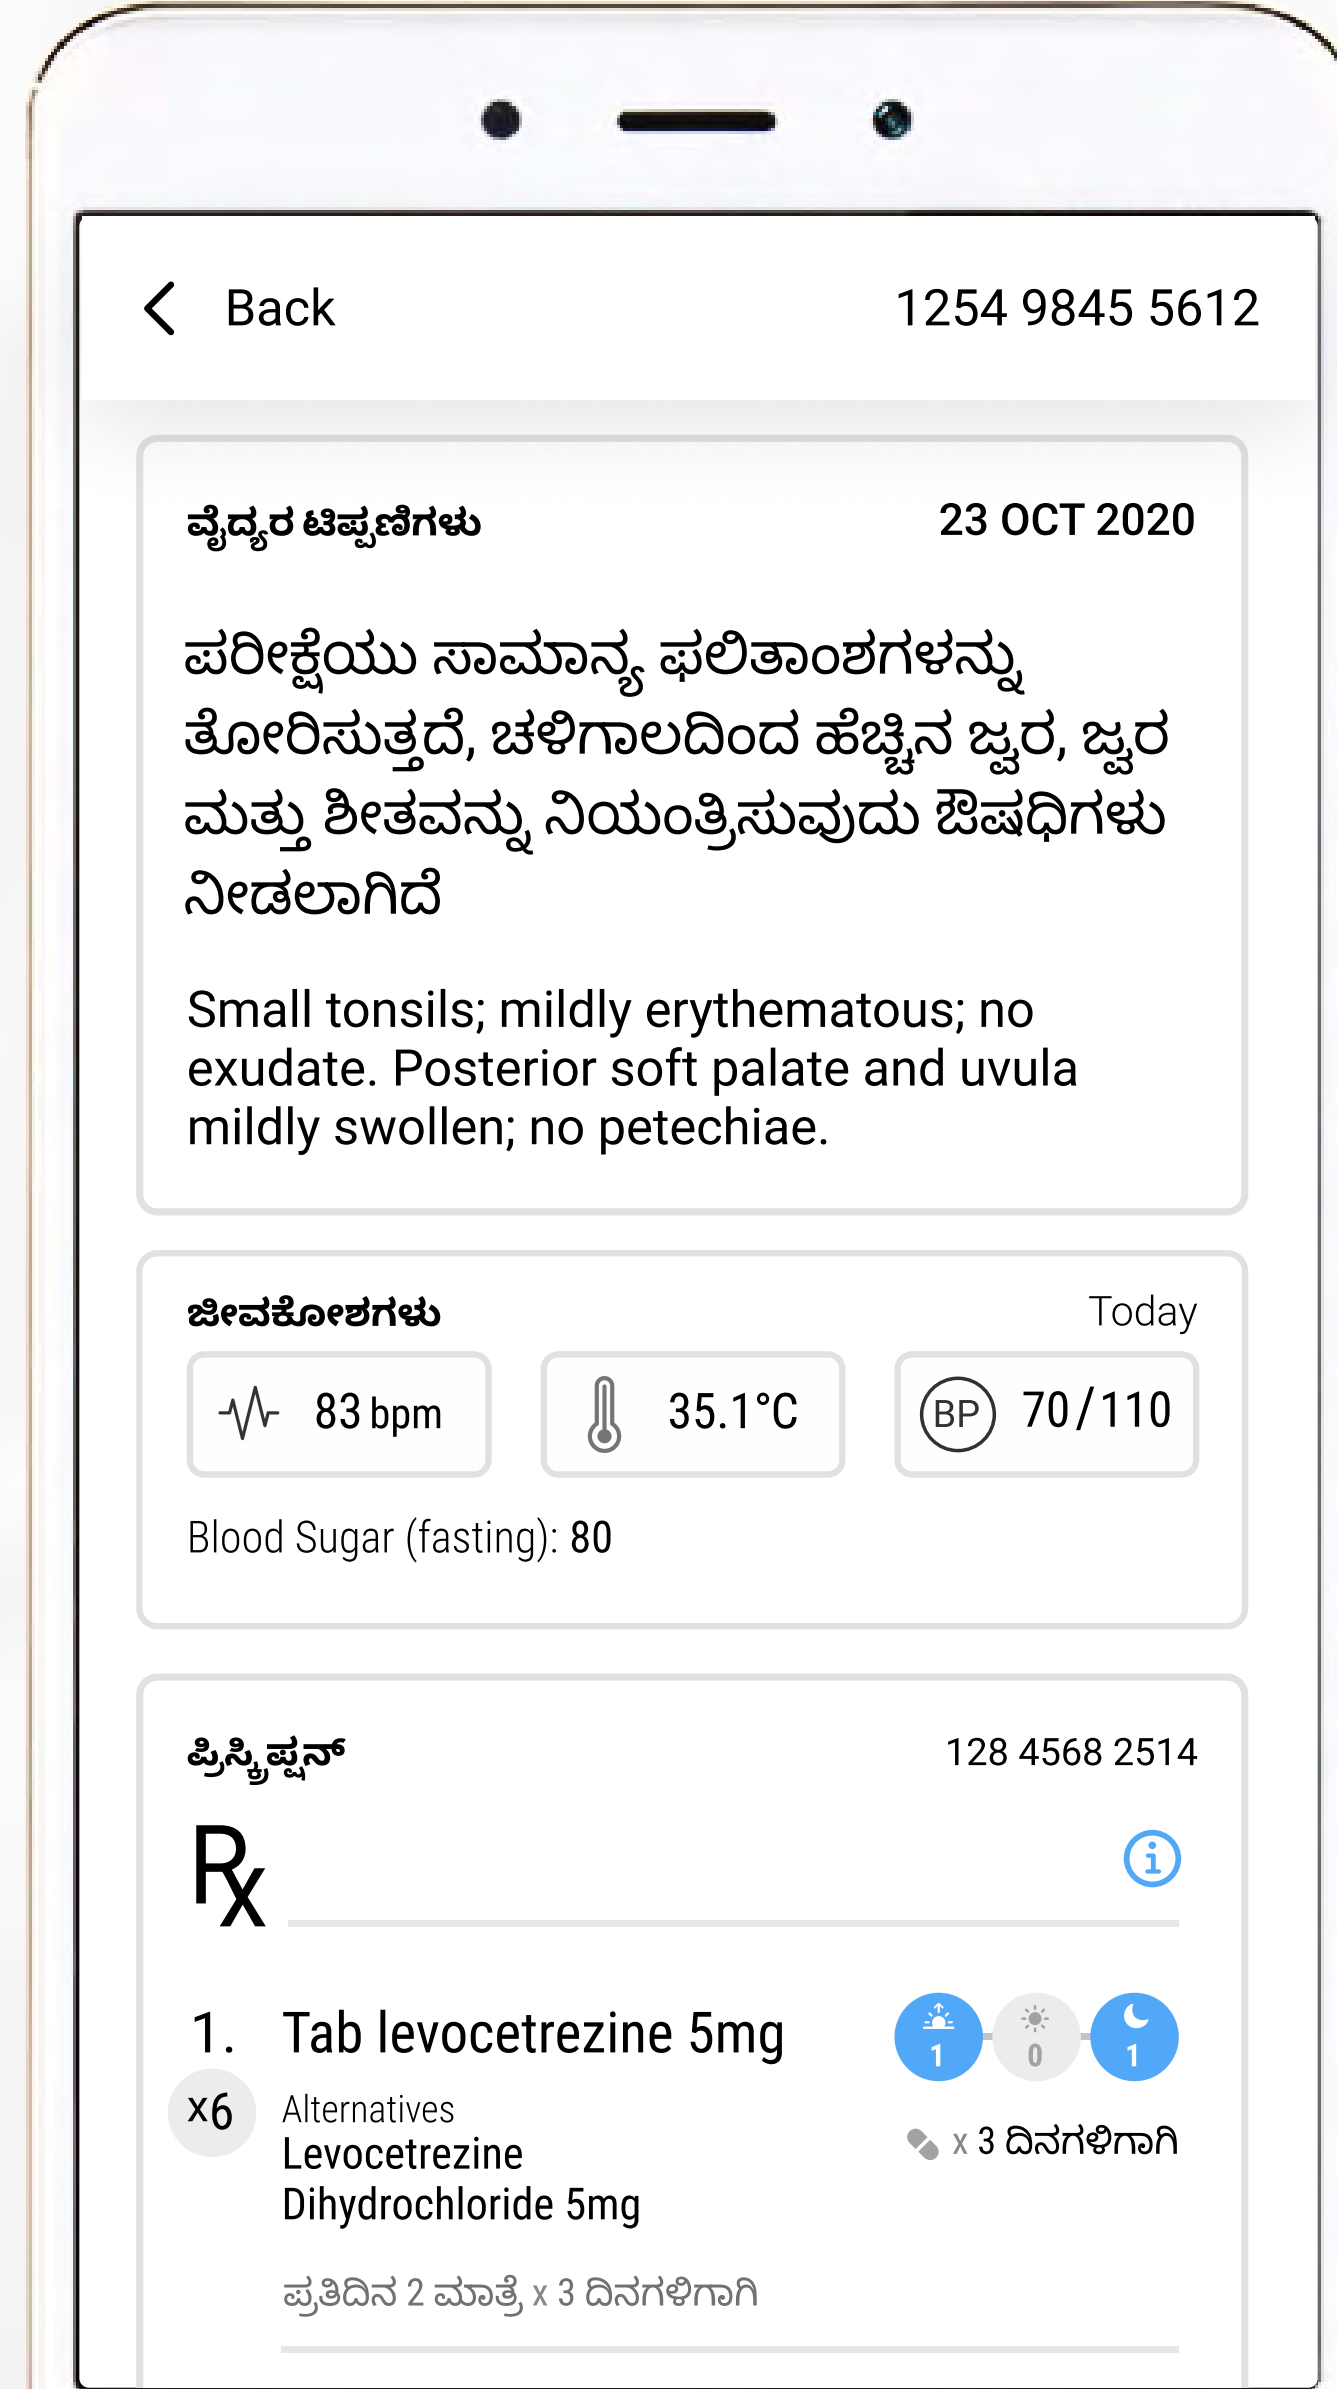 Back
1254 9845 5612
ವೈದ್ಯರ ಟಿಪ್ಪಣಿಗಳು
23 OCT 2020
ಪರೀಕ್ಷೆಯು ಸಾಮಾನ್ಯ ಫಲಿತಾಂಶಗಳನ್ನು
ತೋರಿಸುತ್ತದೆ, ಚಳಿಗಾಲದಿಂದ ಹೆಚ್ಚಿನ ಜ್ವರ, ಜ್ವರ
ಮತ್ತು ಶೀತವನ್ನು ನಿಯಂತ್ರಿಸುವುದು ಔಷಧಿಗಳು
ನೀಡಲಾಗಿದೆ
Small tonsils; mildly erythematous; no
exudate. Posterior soft palate and uvula
mildly swollen; no petechiae.
ಜೀವಕೋಶಗಳು
Today
83 bpm
35.1°C
BP 70/110
Blood Sugar (fasting): 80
ಪ್ರಿಸ್ಕ್ರಿಪ್ಷನ್
128 4568 2514
℞
1. Tab levocetrezine 5mg
1 0 1
x6
Alternatives
Levocetrezine
Dihydrochloride 5mg
x 3 ದಿನಗಳಿಗಾಗಿ
ಪ್ರತಿದಿನ 2 ಮಾತ್ರೆ x 3 ದಿನಗಳಿಗಾಗಿ